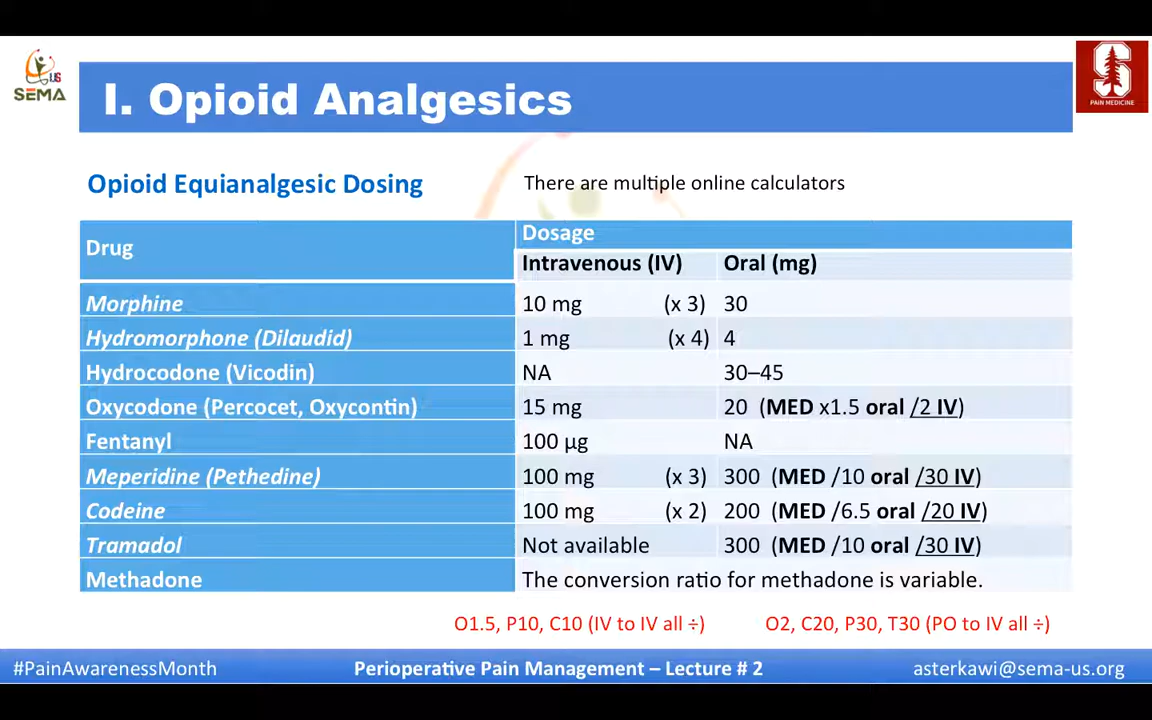 US
SEMA
I. Opioid Analgesics
S
PAIN MEDICINE
Opioid Equianalgesic Dosing
There are multiple online calculators
Drug
Dosage
Intravenous (IV) Oral (mg)
Morphine 10 mg (x 3) 30
Hydromorphone (Dilaudid) 1 mg (x 4) 4
Hydrocodone (Vicodin) NA 30–45
Oxycodone (Percocet, Oxycontin) 15 mg 20 (MED x1.5 oral /2 IV)
Fentanyl 100 µg NA
Meperidine (Pethedine) 100 mg (x 3) 300 (MED /10 oral /30 IV)
Codeine 100 mg (x 2) 200 (MED /6.5 oral /20 IV)
Tramadol Not available 300 (MED /10 oral /30 IV)
Methadone The conversion ratio for methadone is variable.
O1.5, P10, C10 (IV to IV all ÷) O2, C20, P30, T30 (PO to IV all ÷)
#PainAwarenessMonth Perioperative Pain Management – Lecture # 2 asterkawi@sema-us.org